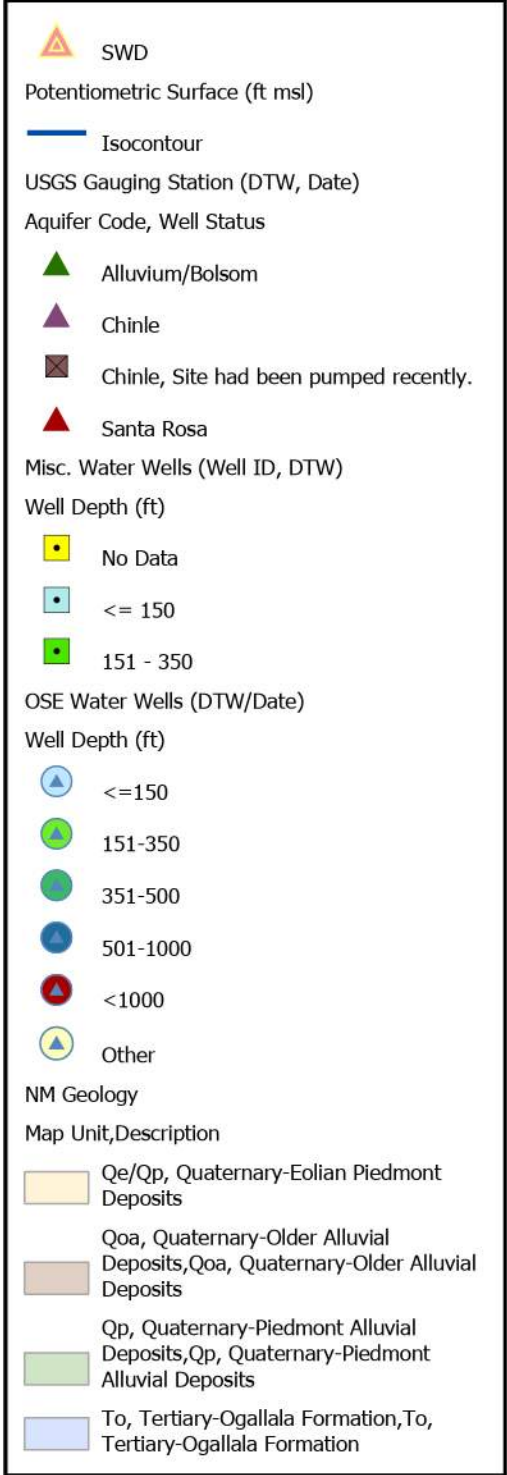 SWD
Potentiometric Surface (ft msl)
Isocontour
USGS Gauging Station (DTW, Date)
Aquifer Code, Well Status
Alluvium/Bolsom
Chinle
Chinle, Site had been pumped recently.
Santa Rosa
Misc. Water Wells (Well ID, DTW)
Well Depth (ft)
No Data
<= 150
151 - 350
OSE Water Wells (DTW/Date)
Well Depth (ft)
<=150
151-350
351-500
501-1000
<1000
Other
NM Geology
Map Unit,Description
Qe/Qp, Quaternary-Eolian Piedmont
Deposits
Qoa, Quaternary-Older Alluvial
Deposits,Qoa, Quaternary-Older Alluvial
Deposits
Qp, Quaternary-Piedmont Alluvial
Deposits,Qp, Quaternary-Piedmont
Alluvial Deposits
To, Tertiary-Ogallala Formation,To,
Tertiary-Ogallala Formation